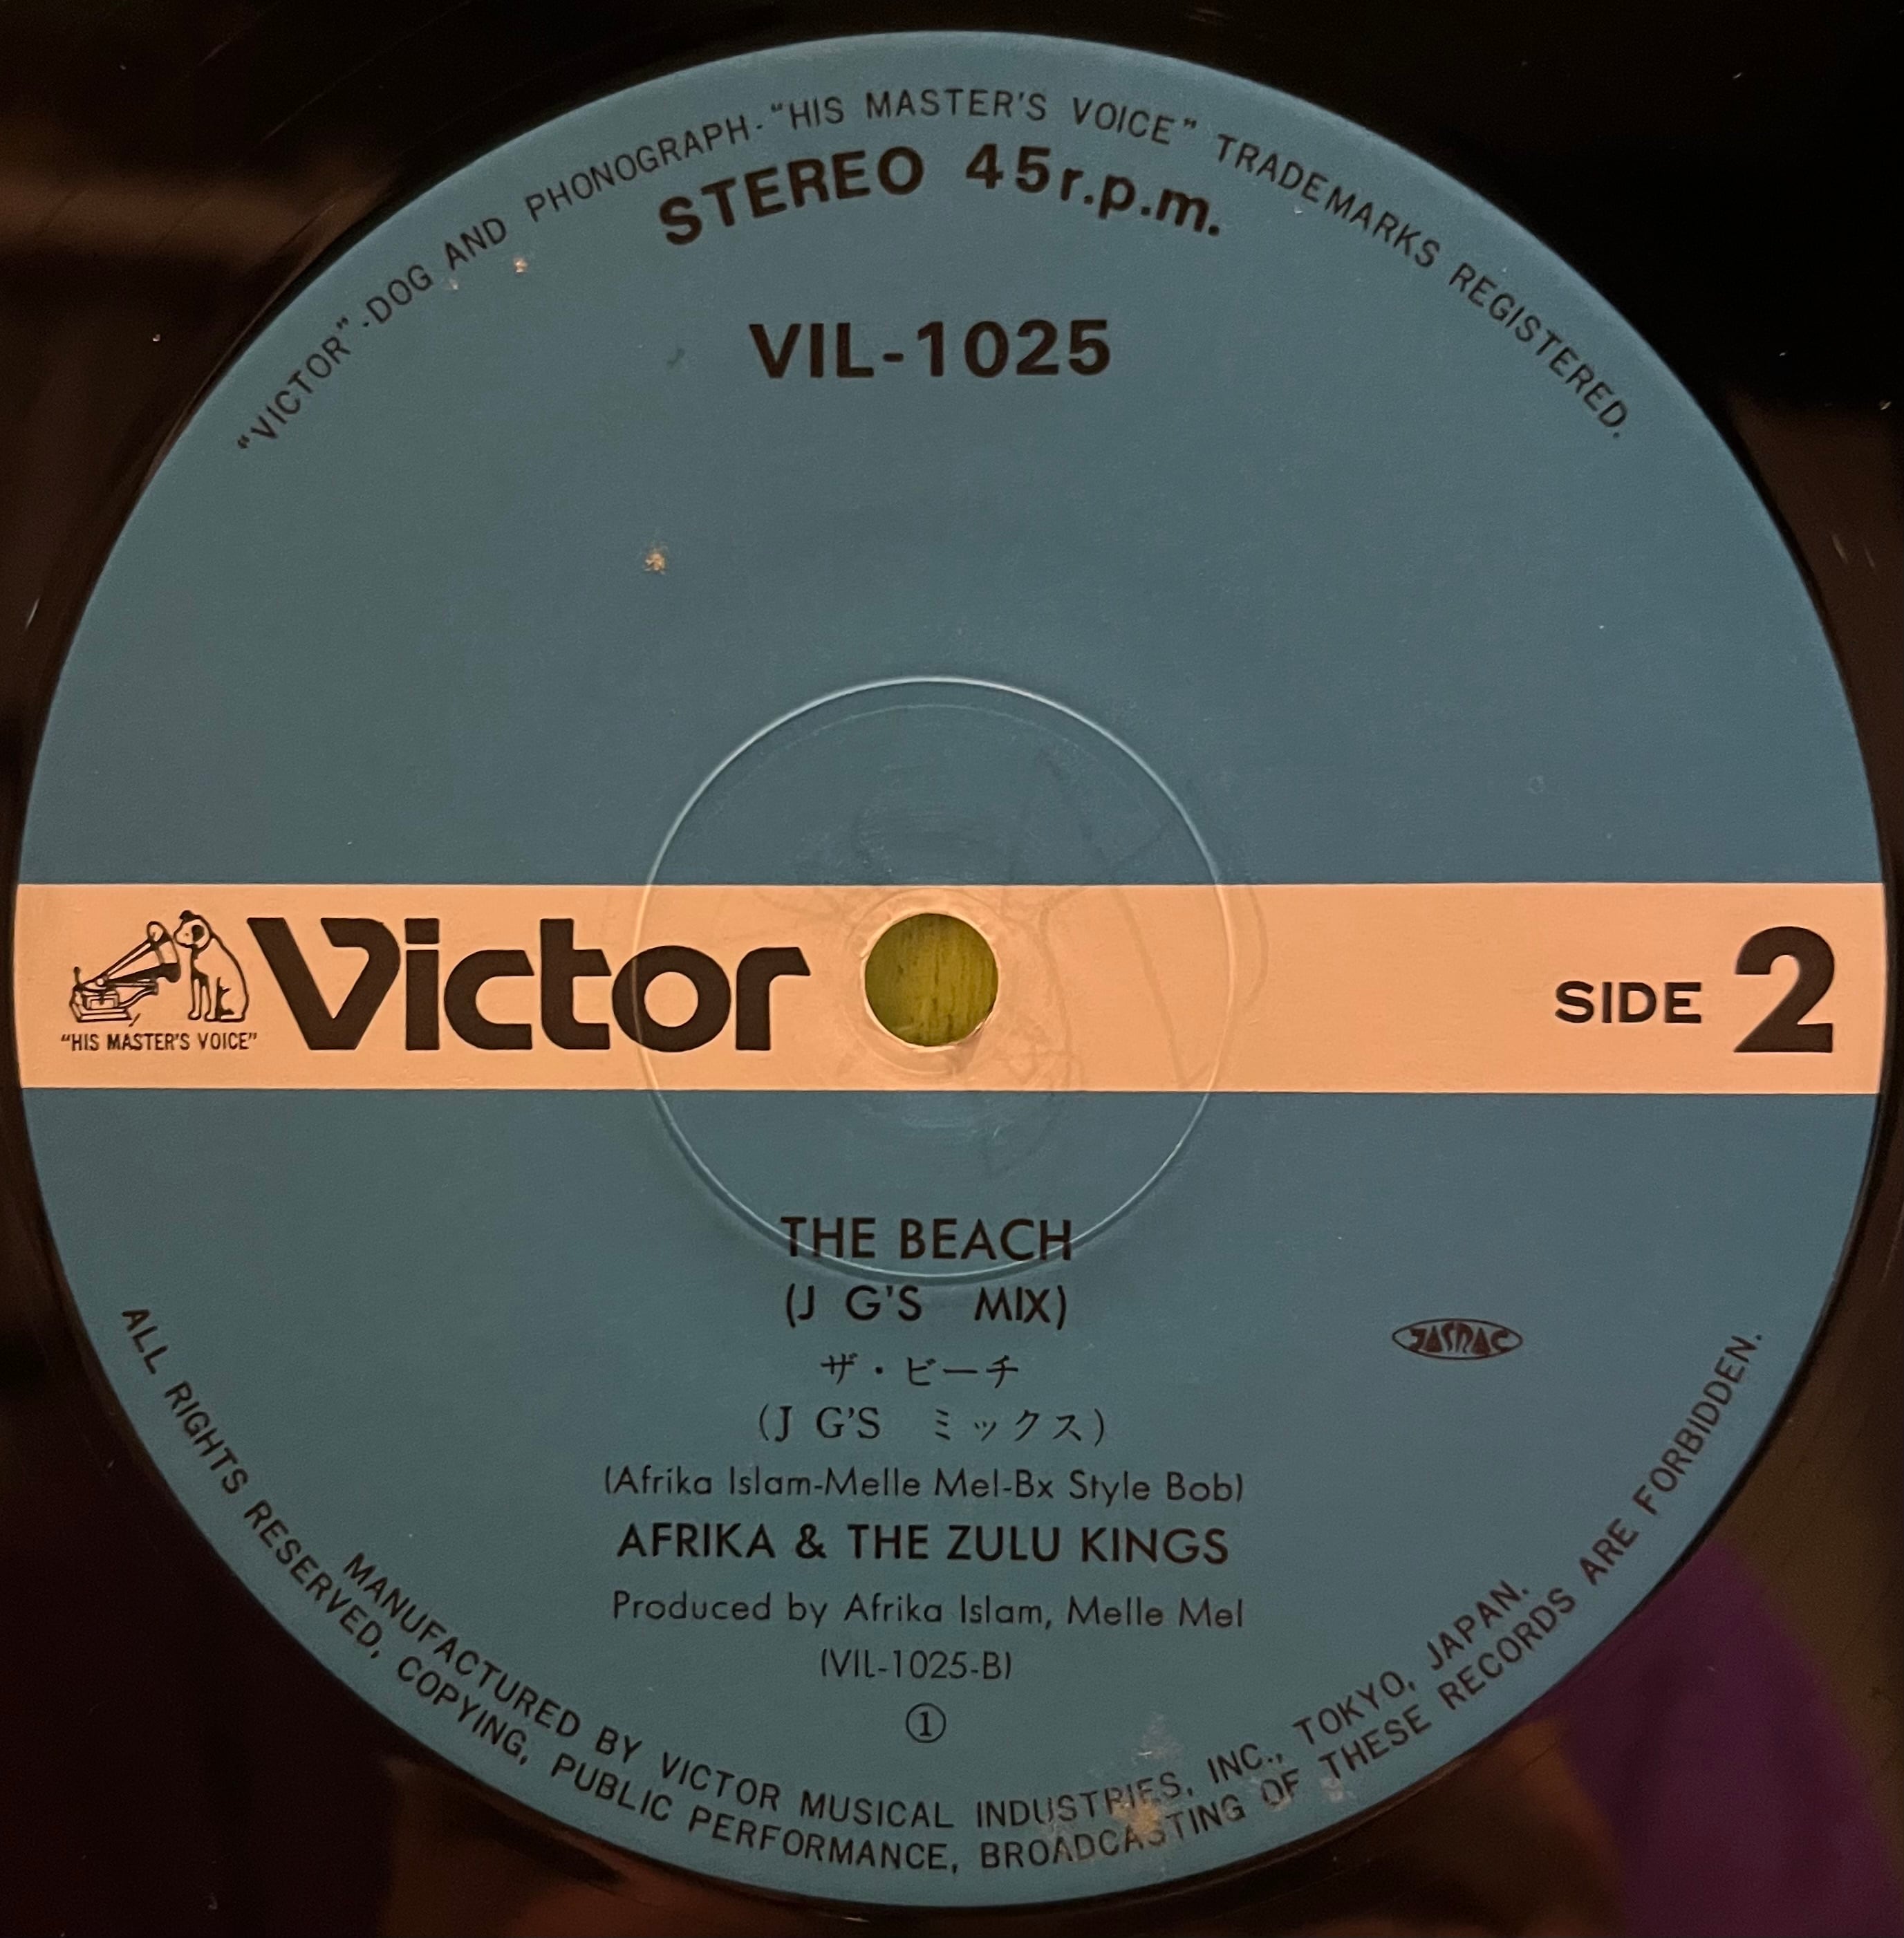 "VICTOR"-DOG AND PHONOGRAPH-"HIS MASTER'S VOICE" TRADEMARKS REGISTERED.
STEREO 45r.p.m.
VIL-1025
Victor
"HIS MASTER'S VOICE"
SIDE 2
THE BEACH
(J G'S MIX)
JASRAC
ザ・ビーチ
(J G'S ミックス)
(Afrika Islam-Melle Mel-Bx Style Bob)
AFRIKA & THE ZULU KINGS
Produced by Afrika Islam, Melle Mel
(VIL-1025-B)
①
MANUFACTURED BY VICTOR MUSICAL INDUSTRIES, INC., TOKYO, JAPAN.
ALL RIGHTS RESERVED, COPYING, PUBLIC PERFORMANCE, BROADCASTING OF THESE RECORDS ARE FORBIDDEN.